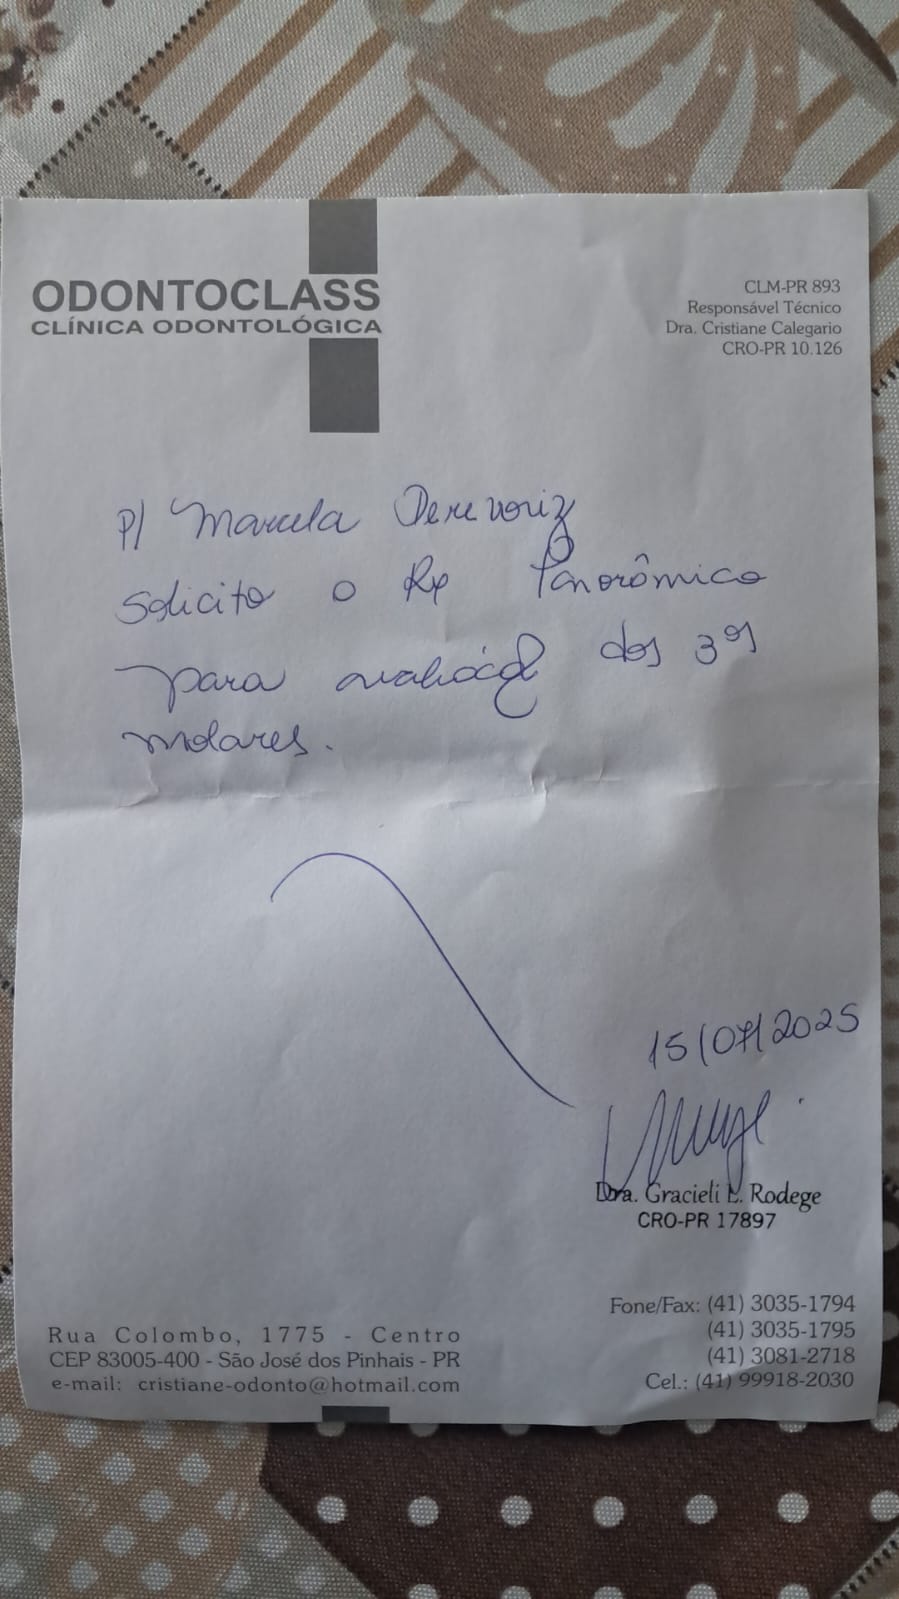 ODONTOCLASS
CLÍNICA ODONTOLÓGICA
CLM-PR 893
Responsável Técnico
Dra. Cristiane Calegario
CRO-PR 10.126
P/ Marcela
Solicito o Rx Panorâmico
para avaliação dos 3ºs
molares.
15/07/2025
Dra. Gracieli L. Rodege
CRO-PR 17897
Rua Colombo, 1775 - Centro
CEP 83005-400 - São José dos Pinhais - PR
e-mail: cristiane-odonto@hotmail.com
Fone/Fax: (41) 3035-1794
(41) 3035-1795
(41) 3081-2718
Cel.: (41) 99918-2030